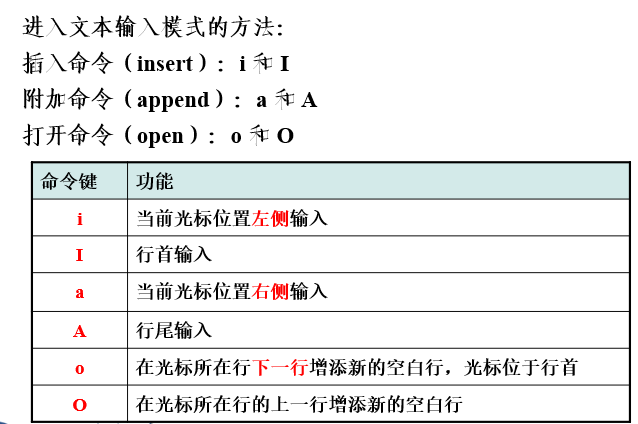 进入文本输入模式的方法：
插入命令（insert）：i 和 I
附加命令（append）：a 和 A
打开命令（open）：o 和 O
命令键 功能
i 当前光标位置左侧输入
I 行首输入
a 当前光标位置右侧输入
A 行尾输入
o 在光标所在行下一行增添新的空白行，光标位于行首
O 在光标所在行的上一行增添新的空白行